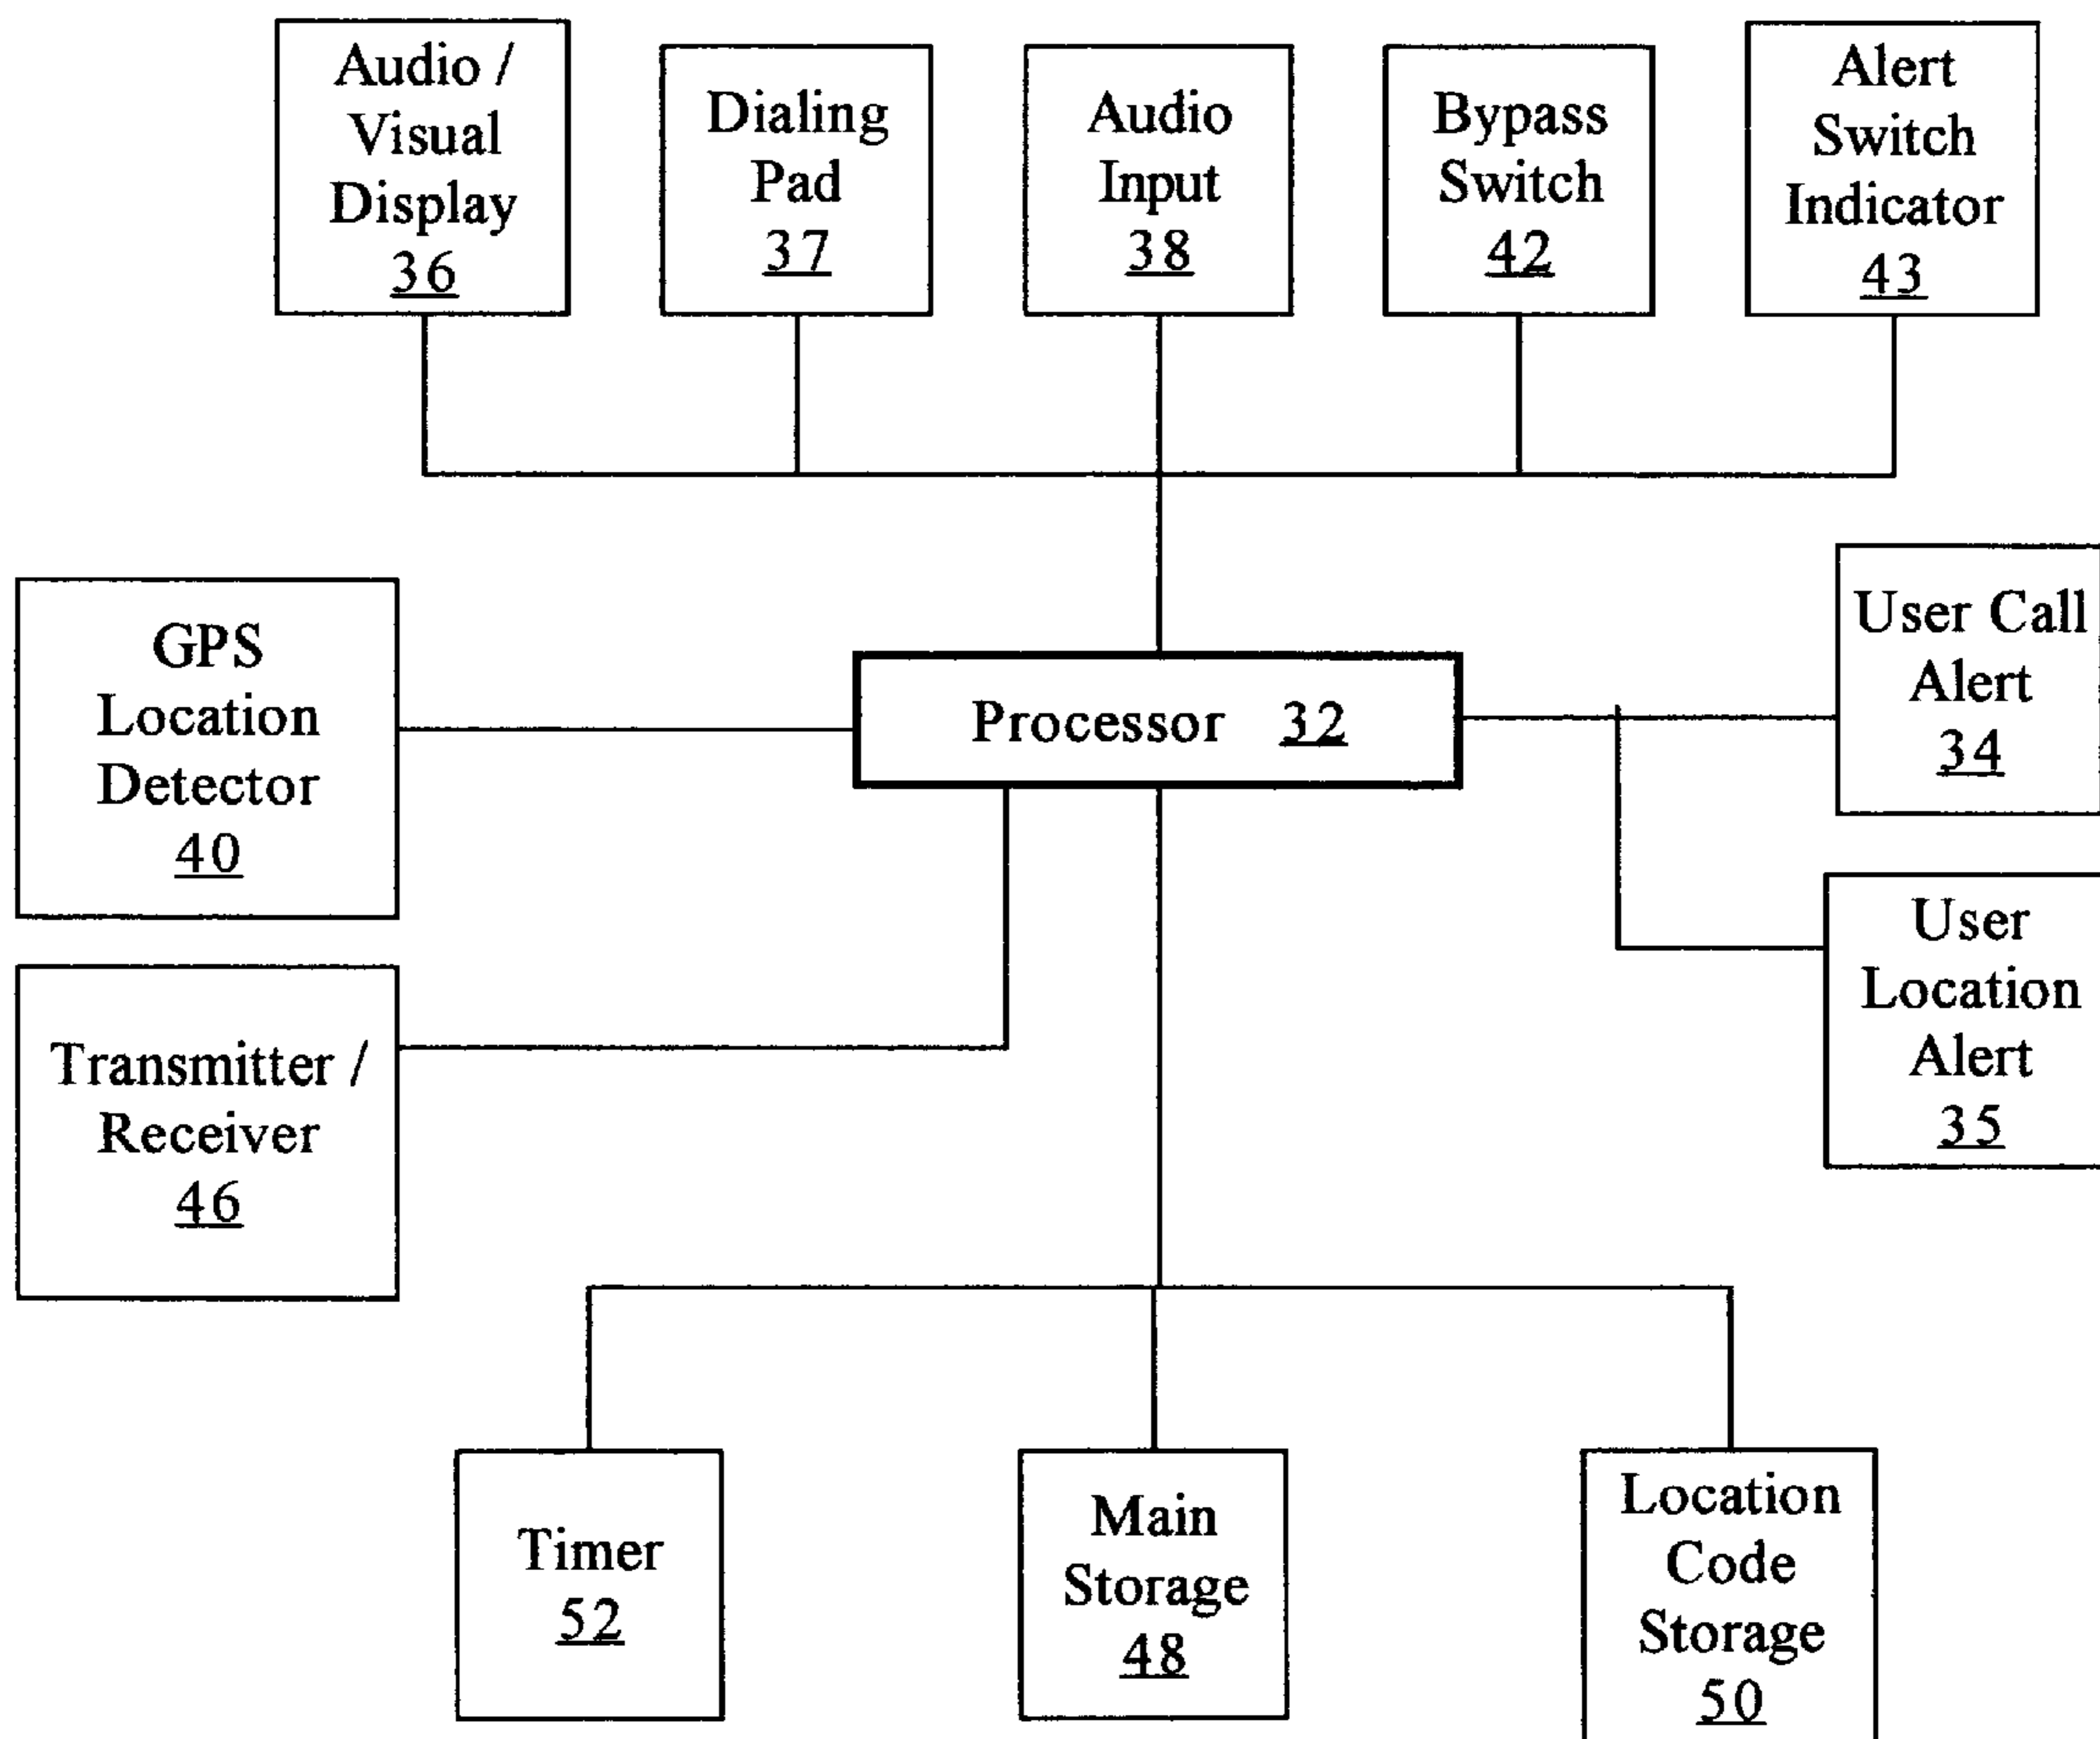 Audio /
Visual
Display
36
Dialing
Pad
37
Audio
Input
38
Bypass
Switch
42
Alert
Switch
Indicator
43
GPS
Location
Detector
40
Processor 32
User Call
Alert
34
User
Location
Alert
35
Transmitter /
Receiver
46
Timer
52
Main
Storage
48
Location
Code
Storage
50